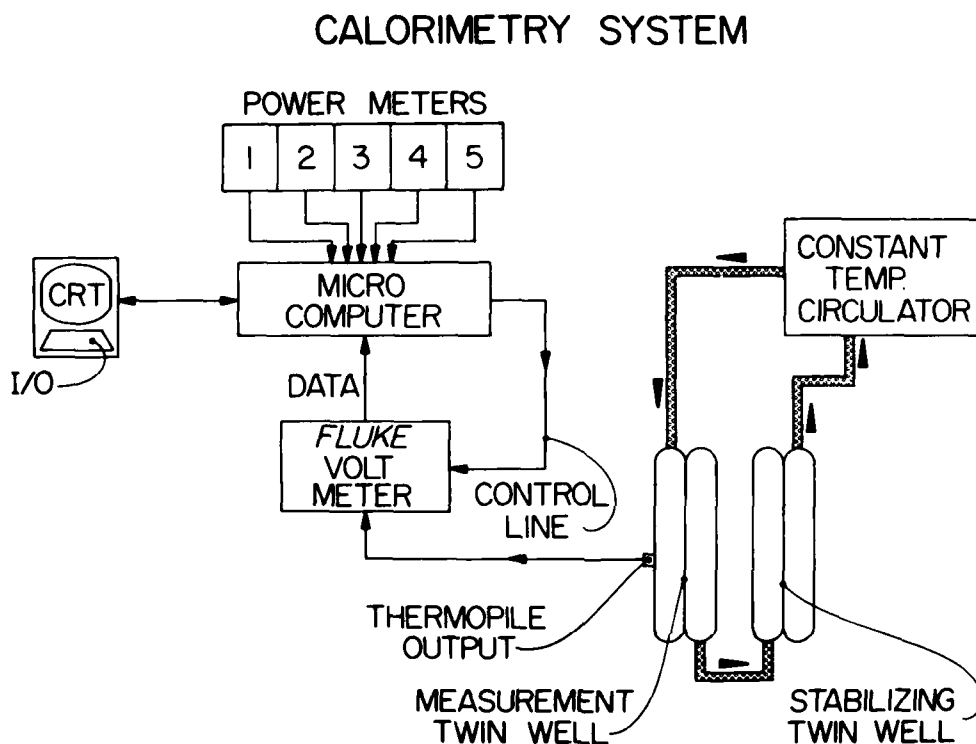 CALORIMETRY SYSTEM
POWER METERS
1 2 3 4 5
CONSTANT
TEMP.
CIRCULATOR
CRT
MICRO
COMPUTER
I/O
DATA
FLUKE
VOLT
METER
CONTROL
LINE
THERMOPILE
OUTPUT
MEASUREMENT
TWIN WELL
STABILIZING
TWIN WELL